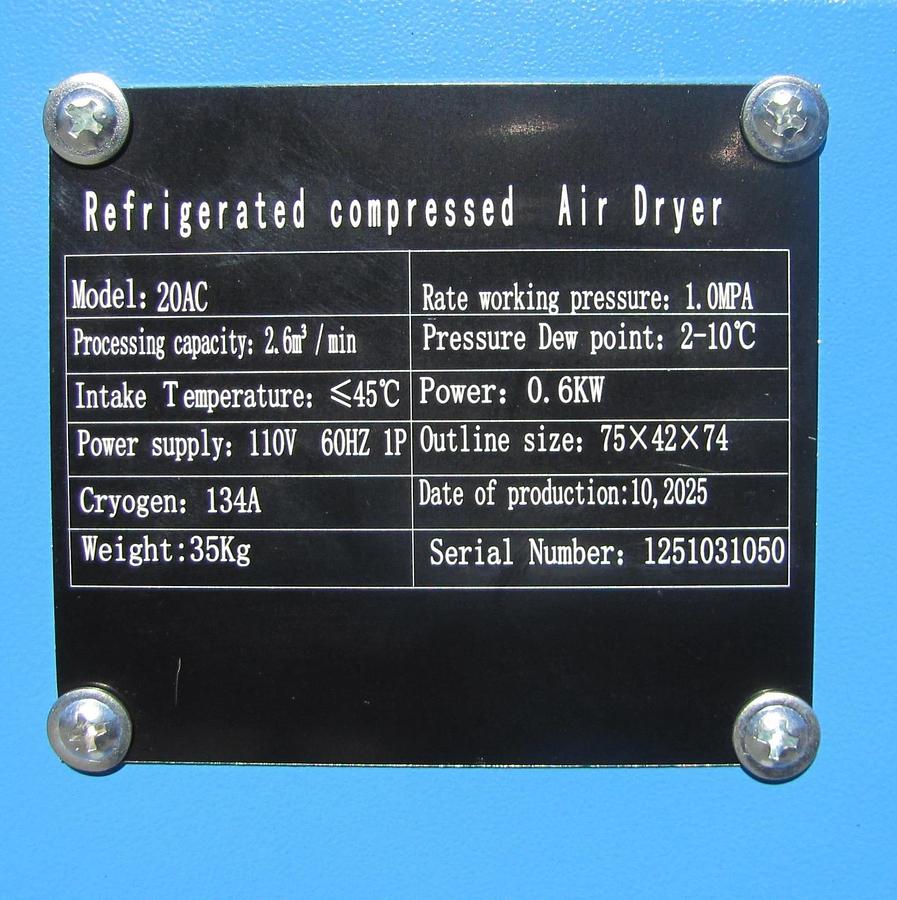 Refrigerated compressed Air Dryer
Model: 20AC
Rate working pressure: 1.0MPA
Processing capacity: 2.6m³/min
Pressure Dew point: 2-10℃
Intake Temperature: ≤45℃
Power: 0.6KW
Power supply: 110V 60HZ 1P
Outline size: 75×42×74
Cryogen: 134A
Date of production:10,2025
Weight:35Kg
Serial Number: 1251031050